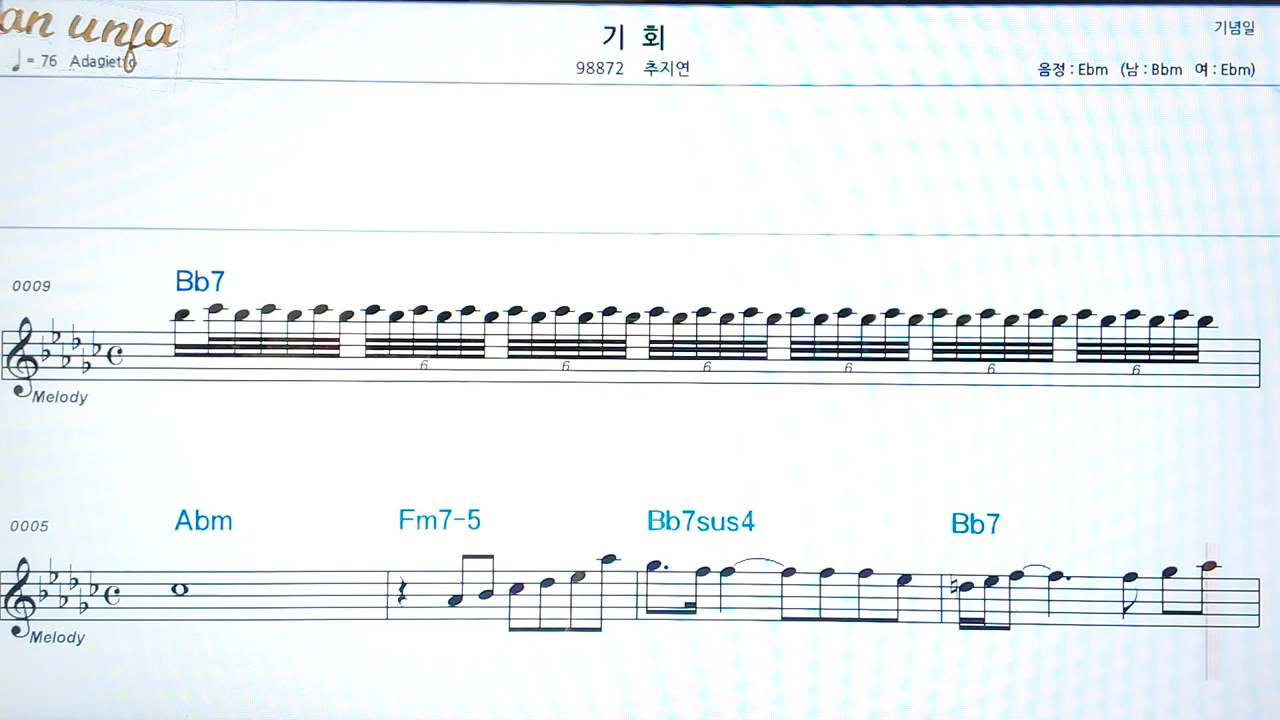 an unfa
기념일
기 회
♩ = 76 Adagietto
98872 추지연
음정 : Ebm (남 : Bbm 여 : Ebm)
0009
Bb7
6 6 6 6 6 6
Melody
0005
Abm Fm7-5 Bb7sus4 Bb7
Melody